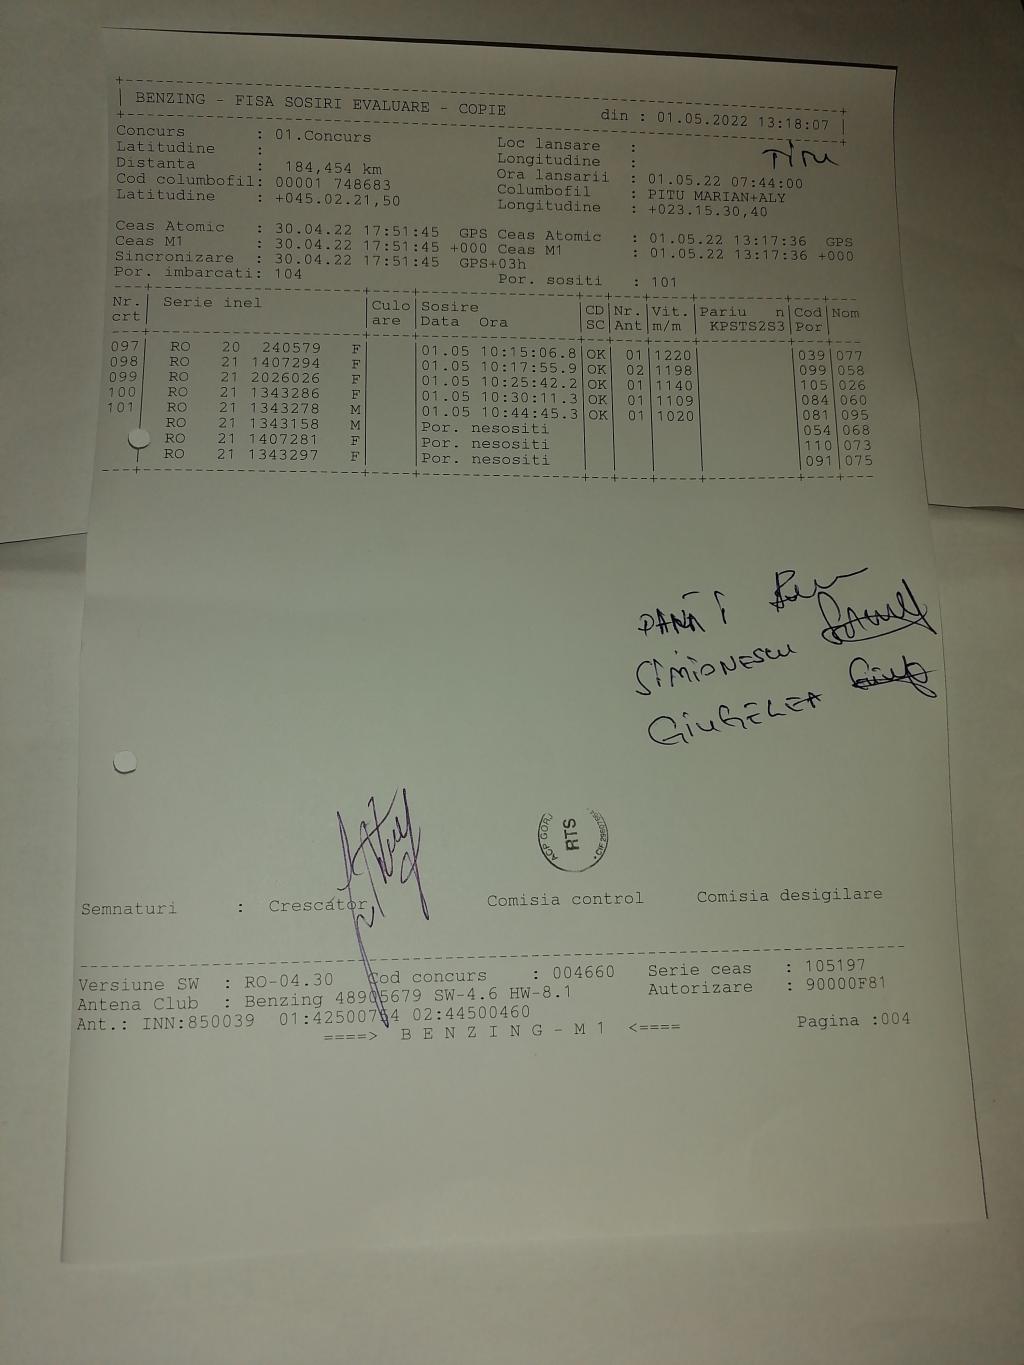 BENZING - FISA SOSIRI EVALUARE - COPIE din : 01.05.2022 13:18:07
Concurs : 01.Concurs Loc lansare :
Latitudine : Longitudine :
Distanta : 184,454 km Ora lansarii : 01.05.22 07:44:00
Cod columbofil: 00001 748683 Columbofil : PITU MARIAN+ALY
Latitudine : +045.02.21,50 Longitudine : +023.15.30,40
Ceas Atomic : 30.04.22 17:51:45 GPS Ceas Atomic : 01.05.22 13:17:36 GPS
Ceas M1 : 30.04.22 17:51:45 +000 Ceas M1 : 01.05.22 13:17:36 +000
Sincronizare : 30.04.22 17:51:45 GPS+03h
Por. imbarcati: 104 Por. sositi : 101
Nr. Serie inel Culo Sosire CD Nr. Vit. Pariu n Cod Nom
crt are Data Ora SC Ant m/m KPSTS2S3 Por
097 RO 20 240579 F 01.05 10:15:06.8 OK 01 1220 039 077
098 RO 21 1407294 F 01.05 10:17:55.9 OK 02 1198 099 058
099 RO 21 2026026 F 01.05 10:25:42.2 OK 01 1140 105 026
100 RO 21 1343286 F 01.05 10:30:11.3 OK 01 1109 084 060
101 RO 21 1343278 M 01.05 10:44:45.3 OK 01 1020 081 095
RO 21 1343158 M Por. nesositi 054 068
RO 21 1407281 F Por. nesositi 110 073
RO 21 1343297 F Por. nesositi 091 075
PANĂ I
SIMIONESCU
GIUGELEA
ACP GORJ
RTS
Semnaturi : Crescator Comisia control Comisia desigilare
Versiune SW : RO-04.30 Cod concurs : 004660 Serie ceas : 105197
Antena Club : Benzing 48905679 SW-4.6 HW-8.1 Autorizare : 90000F81
Ant.: INN:850039 01:42500754 02:44500460
====> B E N Z I N G - M 1 <==== Pagina :004